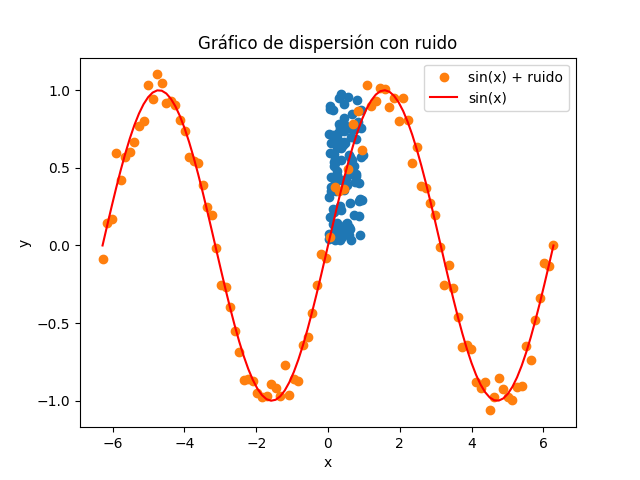 Gráfico de dispersión con ruido
sin(x) + ruido
sin(x)
1.0
0.5
0.0
−0.5
−1.0
y
−6
−4
−2
0
2
4
6
x